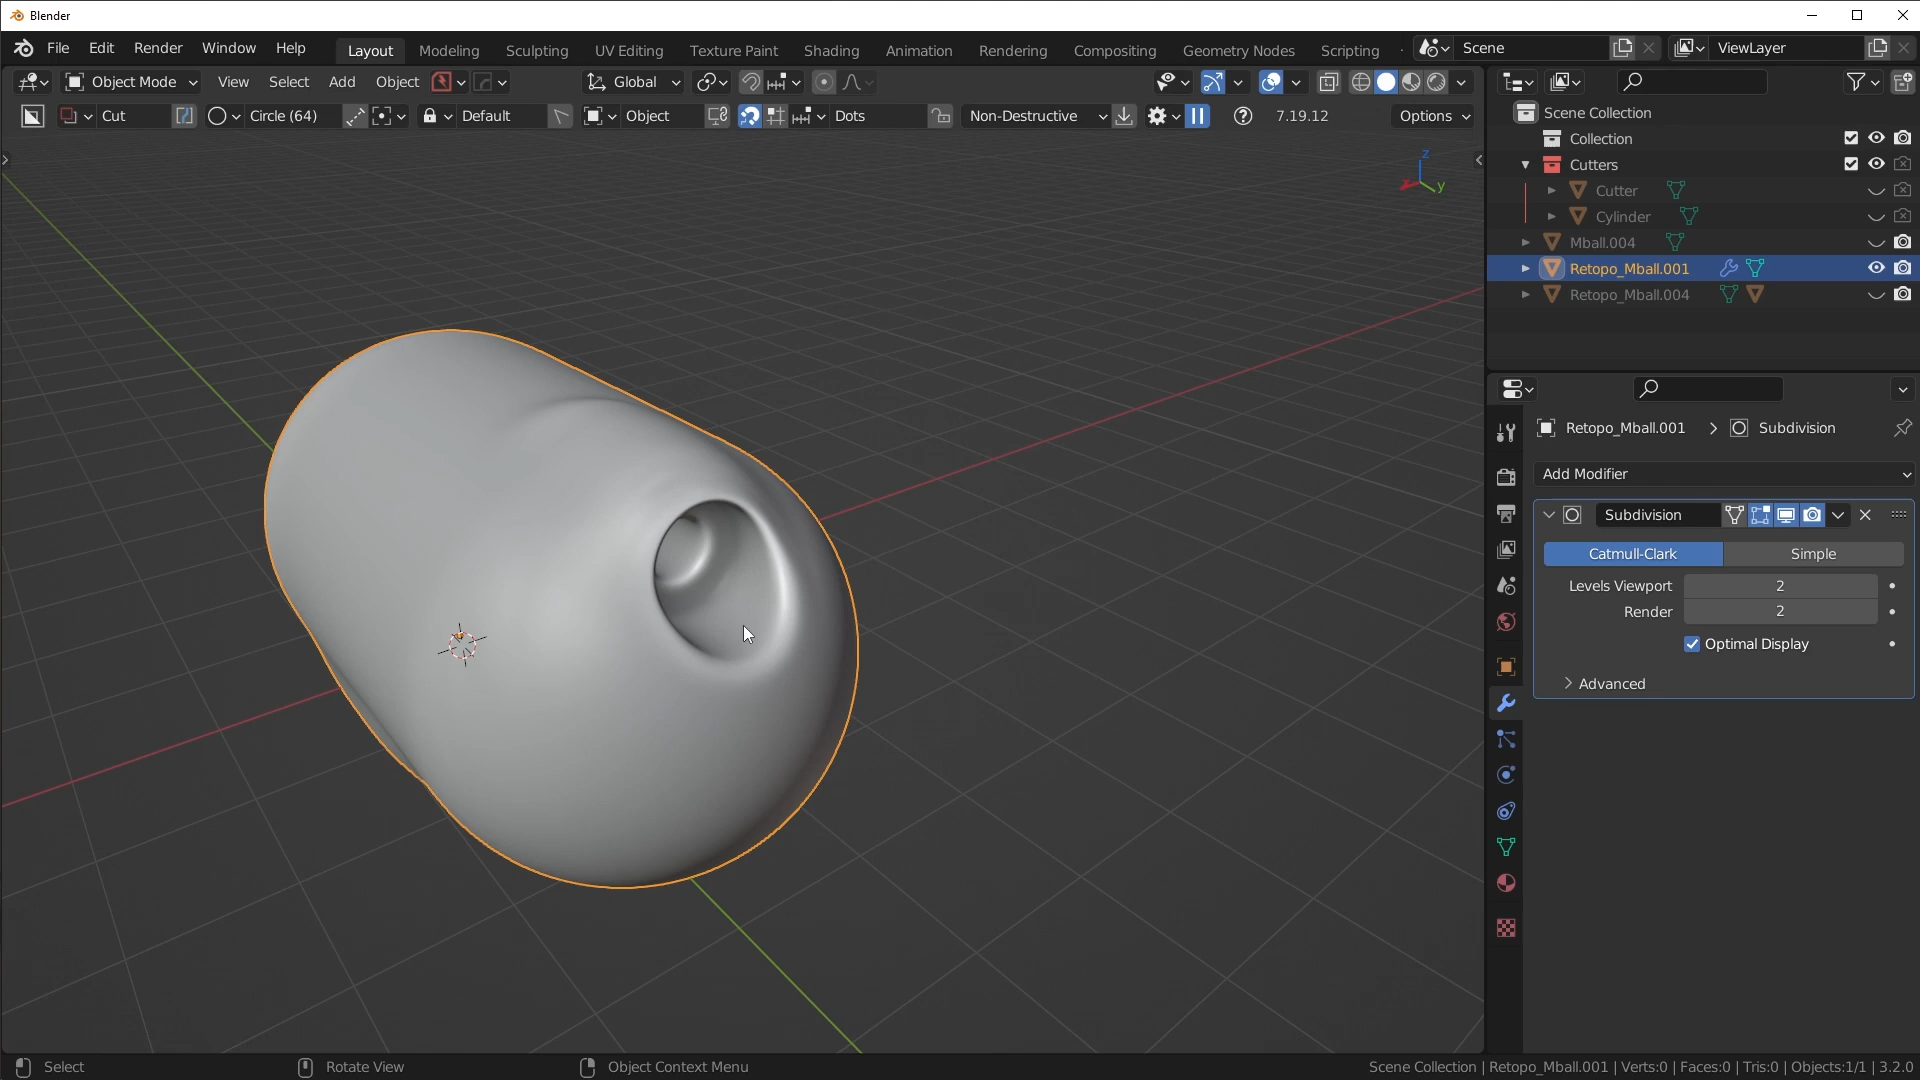 Blender
File Edit Render Window Help Layout Modeling Sculpting UV Editing Texture Paint Shading Animation Rendering Compositing Geometry Nodes Scripting Scene ViewLayer
Object Mode View Select Add Object Global
Cut Circle (64) Default Object Dots Non-Destructive 7.19.12 Options
z
y
Scene Collection
Collection
Cutters
Cutter
Cylinder
Mball.004
Retopo_Mball.001
Retopo_Mball.004
Retopo_Mball.001 Subdivision
Add Modifier
Subdivision
Catmull-Clark Simple
Levels Viewport 2
Render 2
Optimal Display
Advanced
Select Rotate View Object Context Menu Scene Collection | Retopo_Mball.001 | Verts:0 | Faces:0 | Tris:0 | Objects:1/1 | 3.2.0